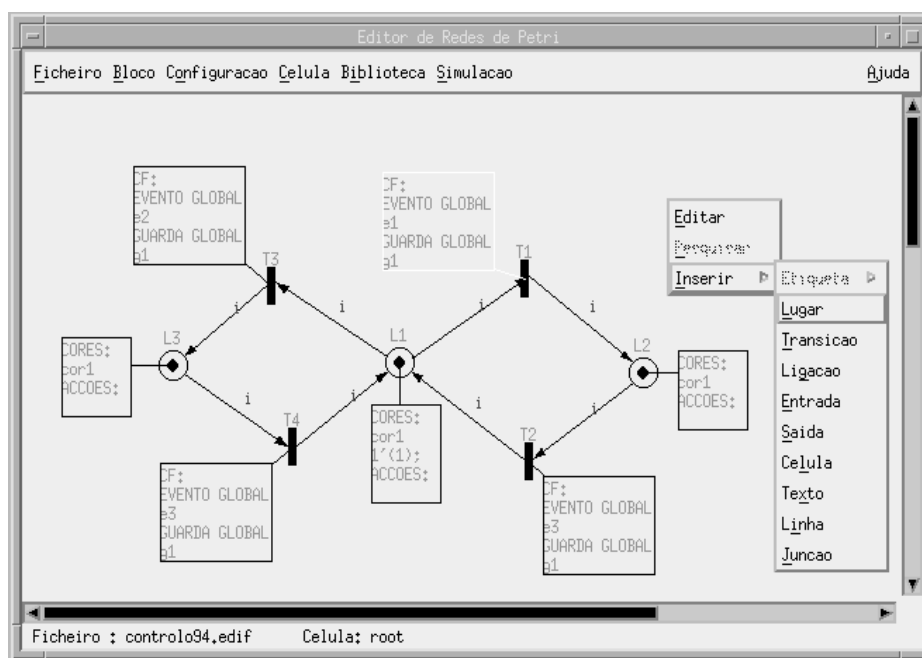 Editor de Redes de Petri
Ficheiro Bloco Configuracao Celula Biblioteca Simulacao Ajuda
CF:
EVENTO GLOBAL
e2
GUARDA GLOBAL
g1
T3
CF:
EVENTO GLOBAL
e1
GUARDA GLOBAL
g1
T1
Editar
Pesquisar
Inserir
Etiqueta
Lugar
Transicao
Ligacao
Entrada
Saida
Celula
Texto
Linha
Juncao
i
i
i
i
L3
L1
L2
CORES:
cor1
ACCOES:
CORES:
cor1
1'(1);
ACCOES:
CORES:
cor1
ACCOES:
i
i
i
i
T4
T2
CF:
EVENTO GLOBAL
e3
GUARDA GLOBAL
g1
CF:
EVENTO GLOBAL
e3
GUARDA GLOBAL
g1
Ficheiro : controlo94.edif Celula: root